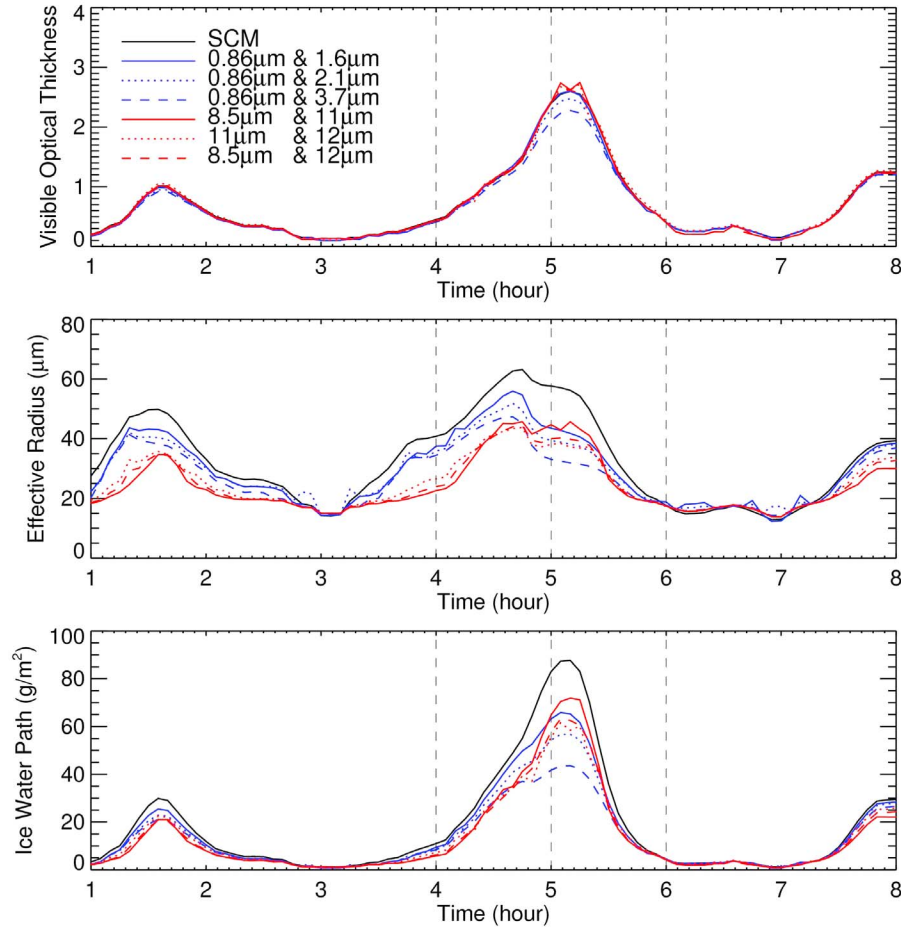 Visible Optical Thickness
4
3
2
1
0
SCM
0.86μm & 1.6μm
0.86μm & 2.1μm
0.86μm & 3.7μm
8.5μm & 11μm
11μm & 12μm
8.5μm & 12μm
1 2 3 4 5 6 7 8
Time (hour)
Effective Radius (μm)
80
60
40
20
0
1 2 3 4 5 6 7 8
Time (hour)
Ice Water Path (g/m²)
100
80
60
40
20
0
1 2 3 4 5 6 7 8
Time (hour)